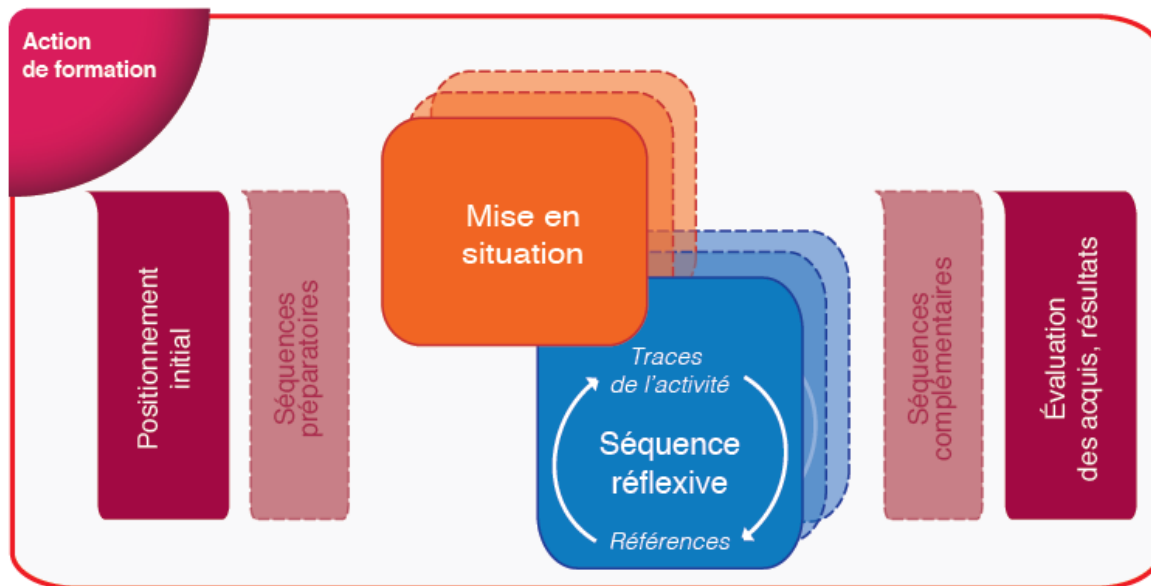 Action
de formation
Positionnement
initial
Séquences
préparatoires
Mise en
situation
Traces
de l'activité
Séquence
réflexive
Références
Séquences
complémentaires
Évaluation
des acquis, résultats